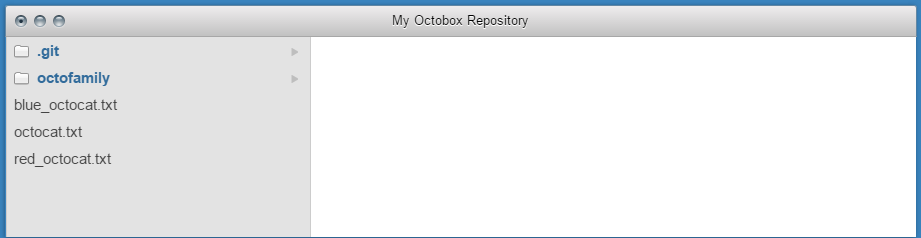 My Octobox Repository
.git
octofamily
blue_octocat.txt
octocat.txt
red_octocat.txt